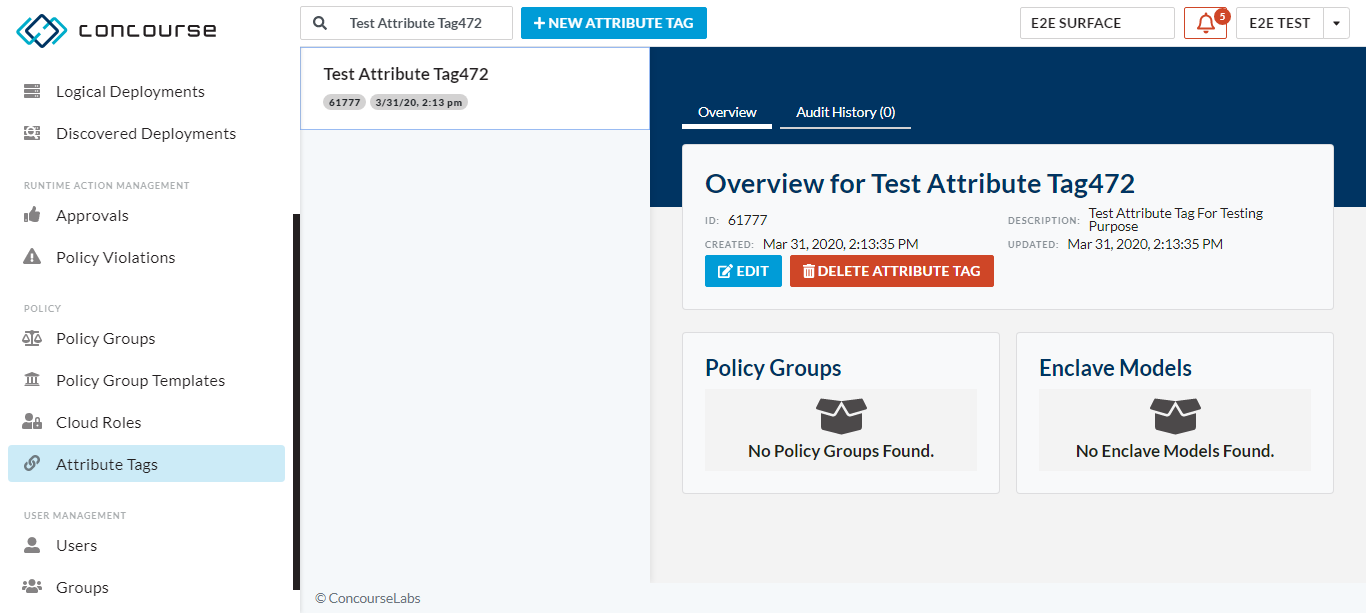 concourse
Test Attribute Tag472
NEW ATTRIBUTE TAG
E2E SURFACE
5
E2E TEST
Logical Deployments
Discovered Deployments
RUNTIME ACTION MANAGEMENT
Approvals
Policy Violations
POLICY
Policy Groups
Policy Group Templates
Cloud Roles
Attribute Tags
USER MANAGEMENT
Users
Groups
Test Attribute Tag472
61777 3/31/20, 2:13 pm
Overview Audit History (0)
Overview for Test Attribute Tag472
ID: 61777
DESCRIPTION: Test Attribute Tag For Testing
Purpose
CREATED: Mar 31, 2020, 2:13:35 PM
UPDATED: Mar 31, 2020, 2:13:35 PM
EDIT
DELETE ATTRIBUTE TAG
Policy Groups
No Policy Groups Found.
Enclave Models
No Enclave Models Found.
© ConcourseLabs